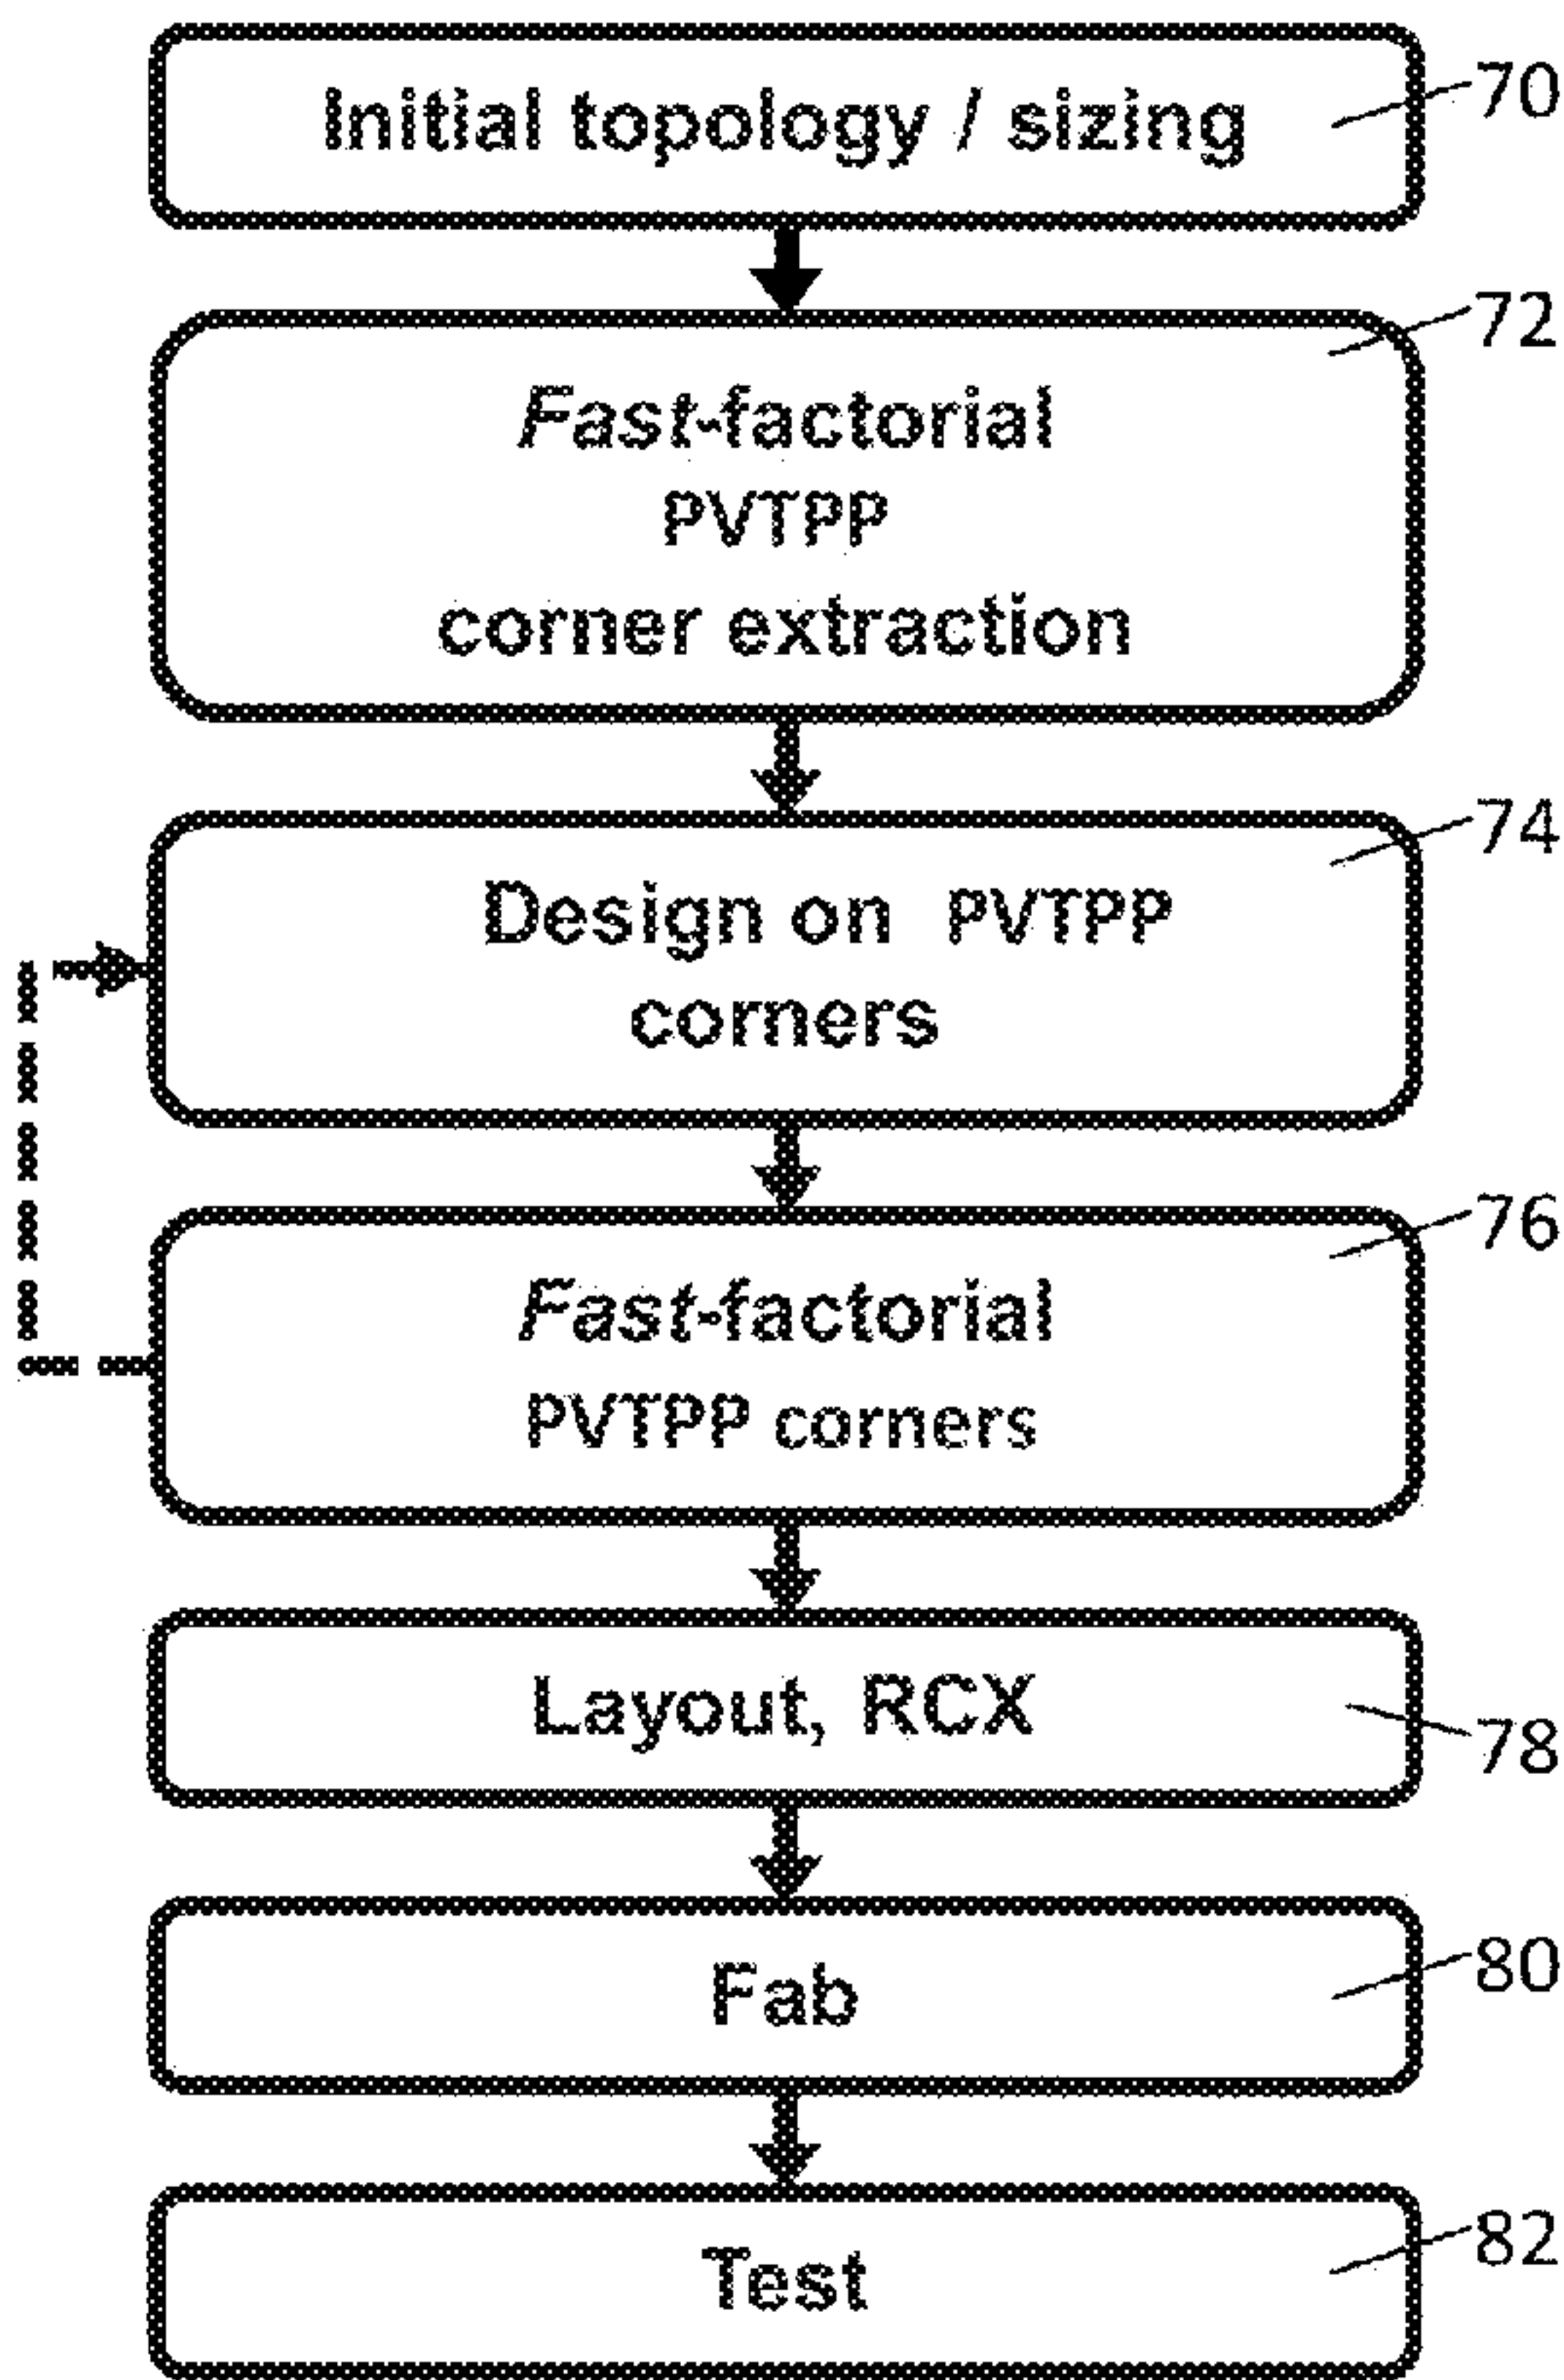 Initial topology / sizing
70
72
Fast-factorial
PVTPP
corner extraction
74
Design on PVTPP
corners
76
Fast-factorial
PVTPP corners
Layout, RCX
78
Fab
80
Test
82